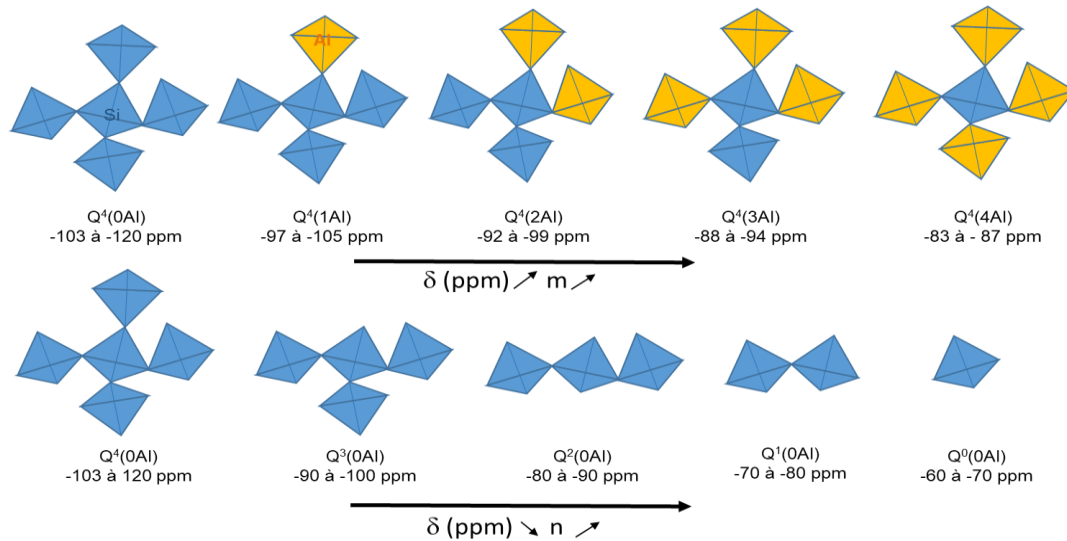 Al
Si
Q⁴(0Al) Q⁴(1Al) Q⁴(2Al) Q⁴(3Al) Q⁴(4Al)
-103 à -120 ppm -97 à -105 ppm -92 à -99 ppm -88 à -94 ppm -83 à - 87 ppm
δ (ppm) ↗ m ↗
Q⁴(0Al) Q³(0Al) Q²(0Al) Q¹(0Al) Q⁰(0Al)
-103 à 120 ppm -90 à -100 ppm -80 à -90 ppm -70 à -80 ppm -60 à -70 ppm
δ (ppm) ↘ n ↗